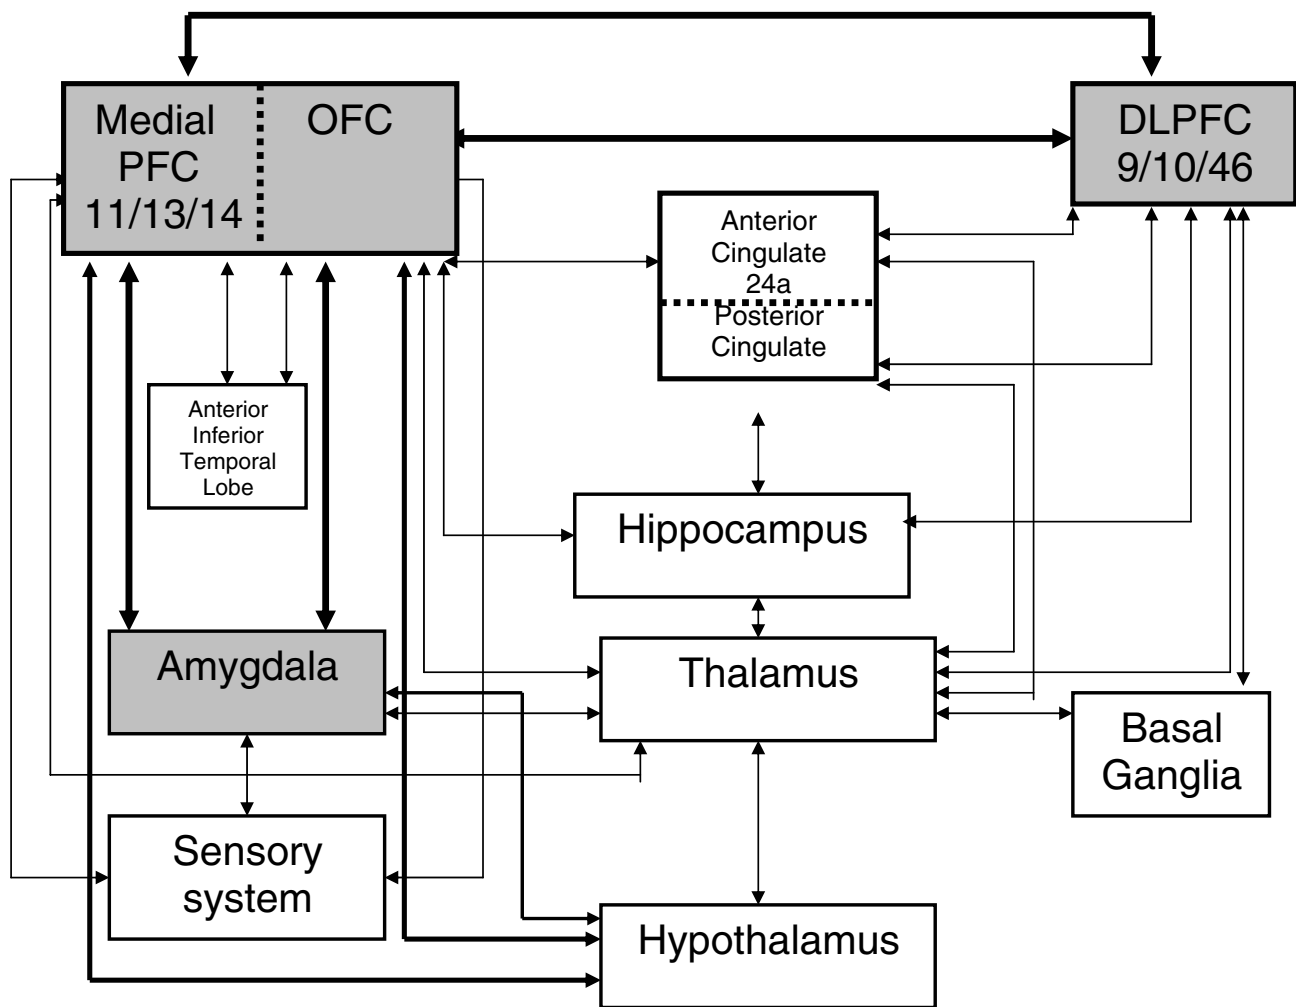 Medial
PFC
11/13/14
OFC
DLPFC
9/10/46
Anterior
Cingulate
24a
Posterior
Cingulate
Anterior
Inferior
Temporal
Lobe
Hippocampus
Amygdala
Thalamus
Basal
Ganglia
Sensory
system
Hypothalamus